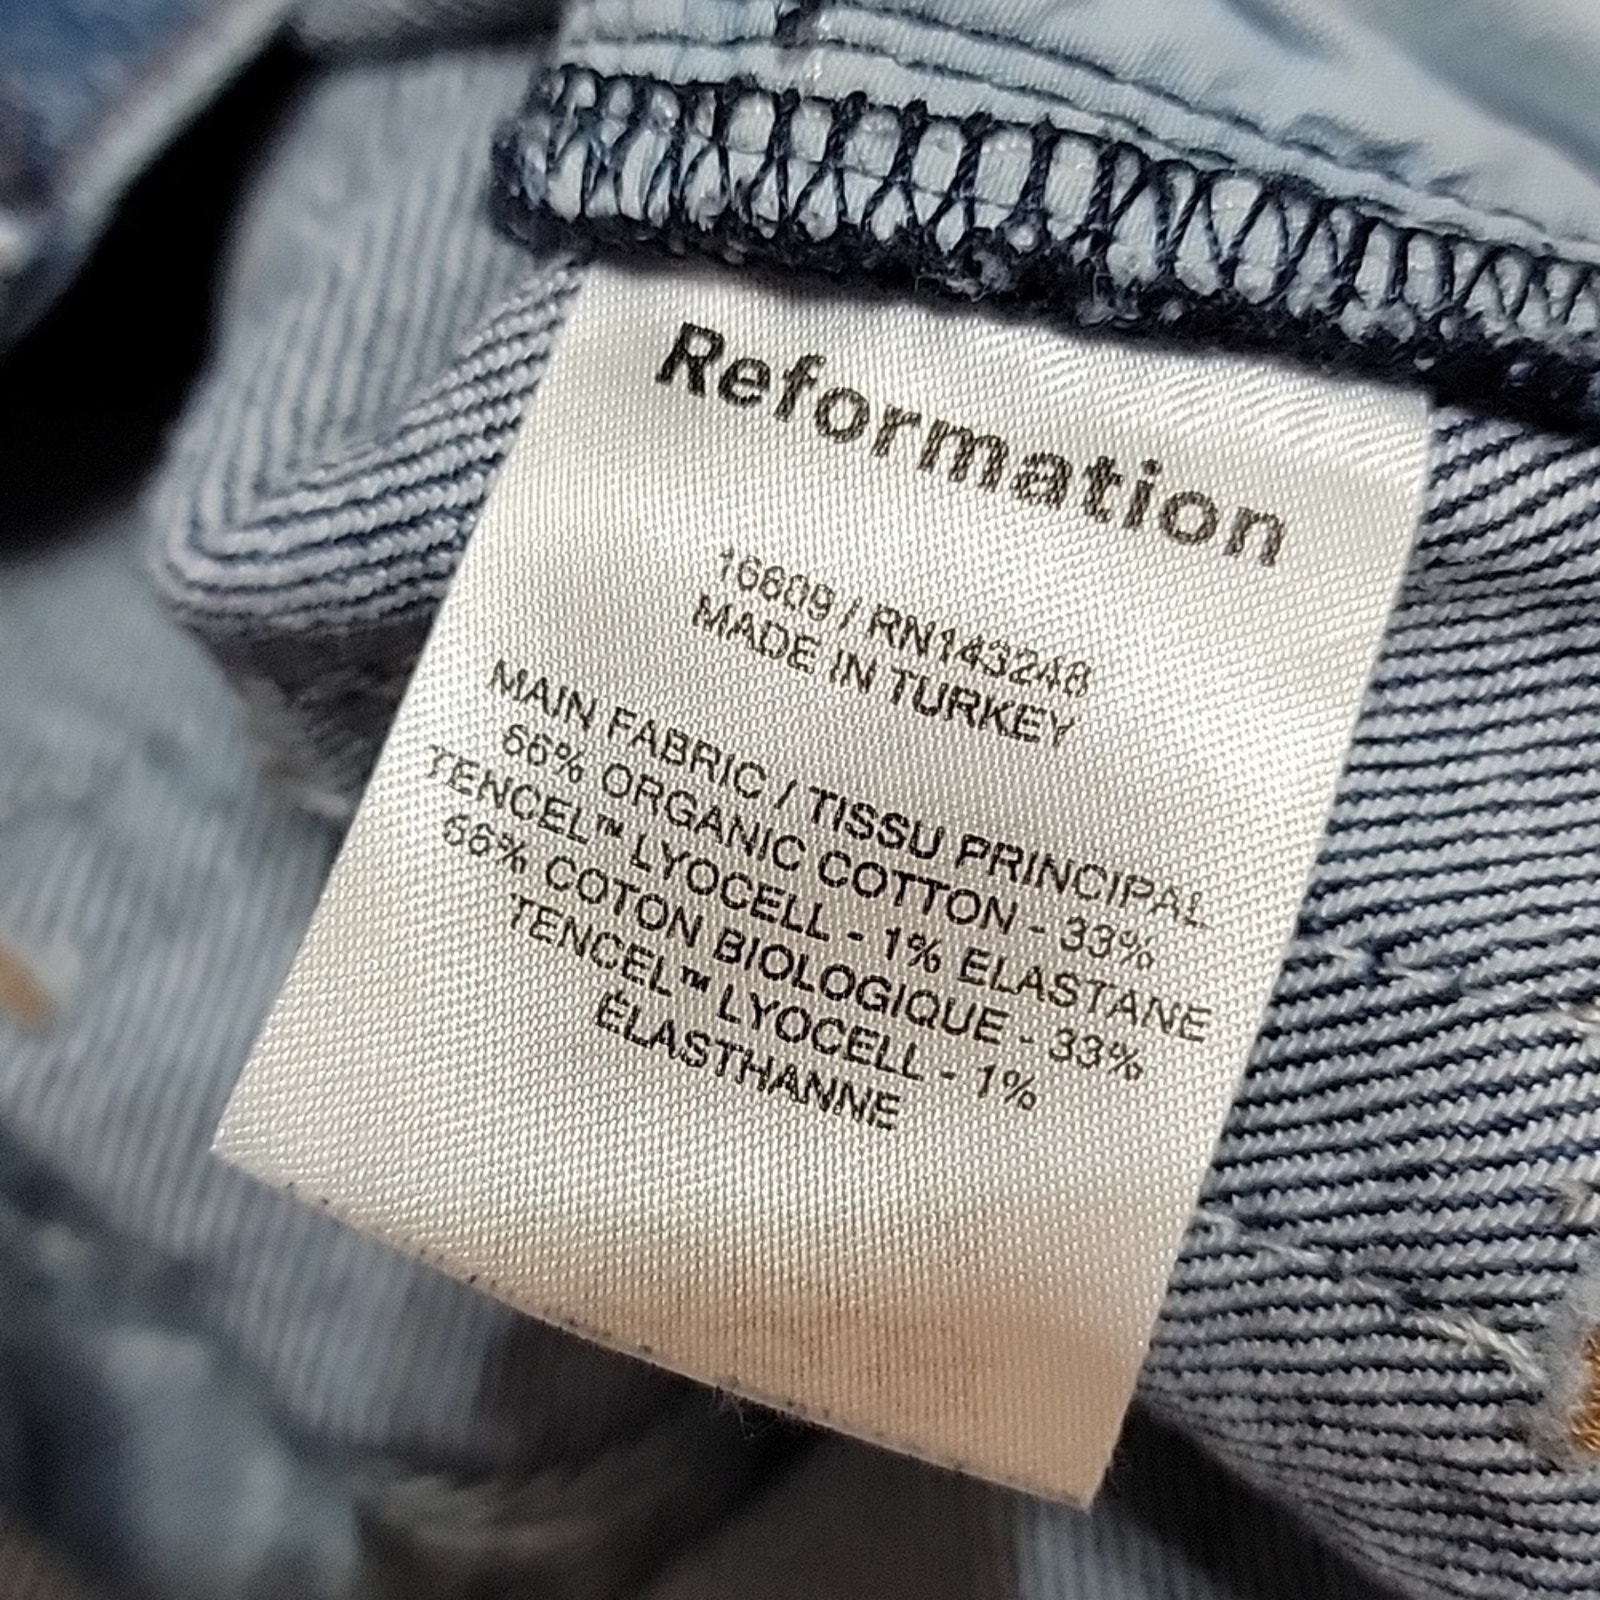 Reformation
16609 / RN143248
MADE IN TURKEY
MAIN FABRIC / TISSU PRINCIPAL
66% ORGANIC COTTON - 33%
TENCEL™ LYOCELL - 1% ELASTANE
66% COTON BIOLOGIQUE - 33%
TENCEL™ LYOCELL - 1%
ÉLASTHANNE